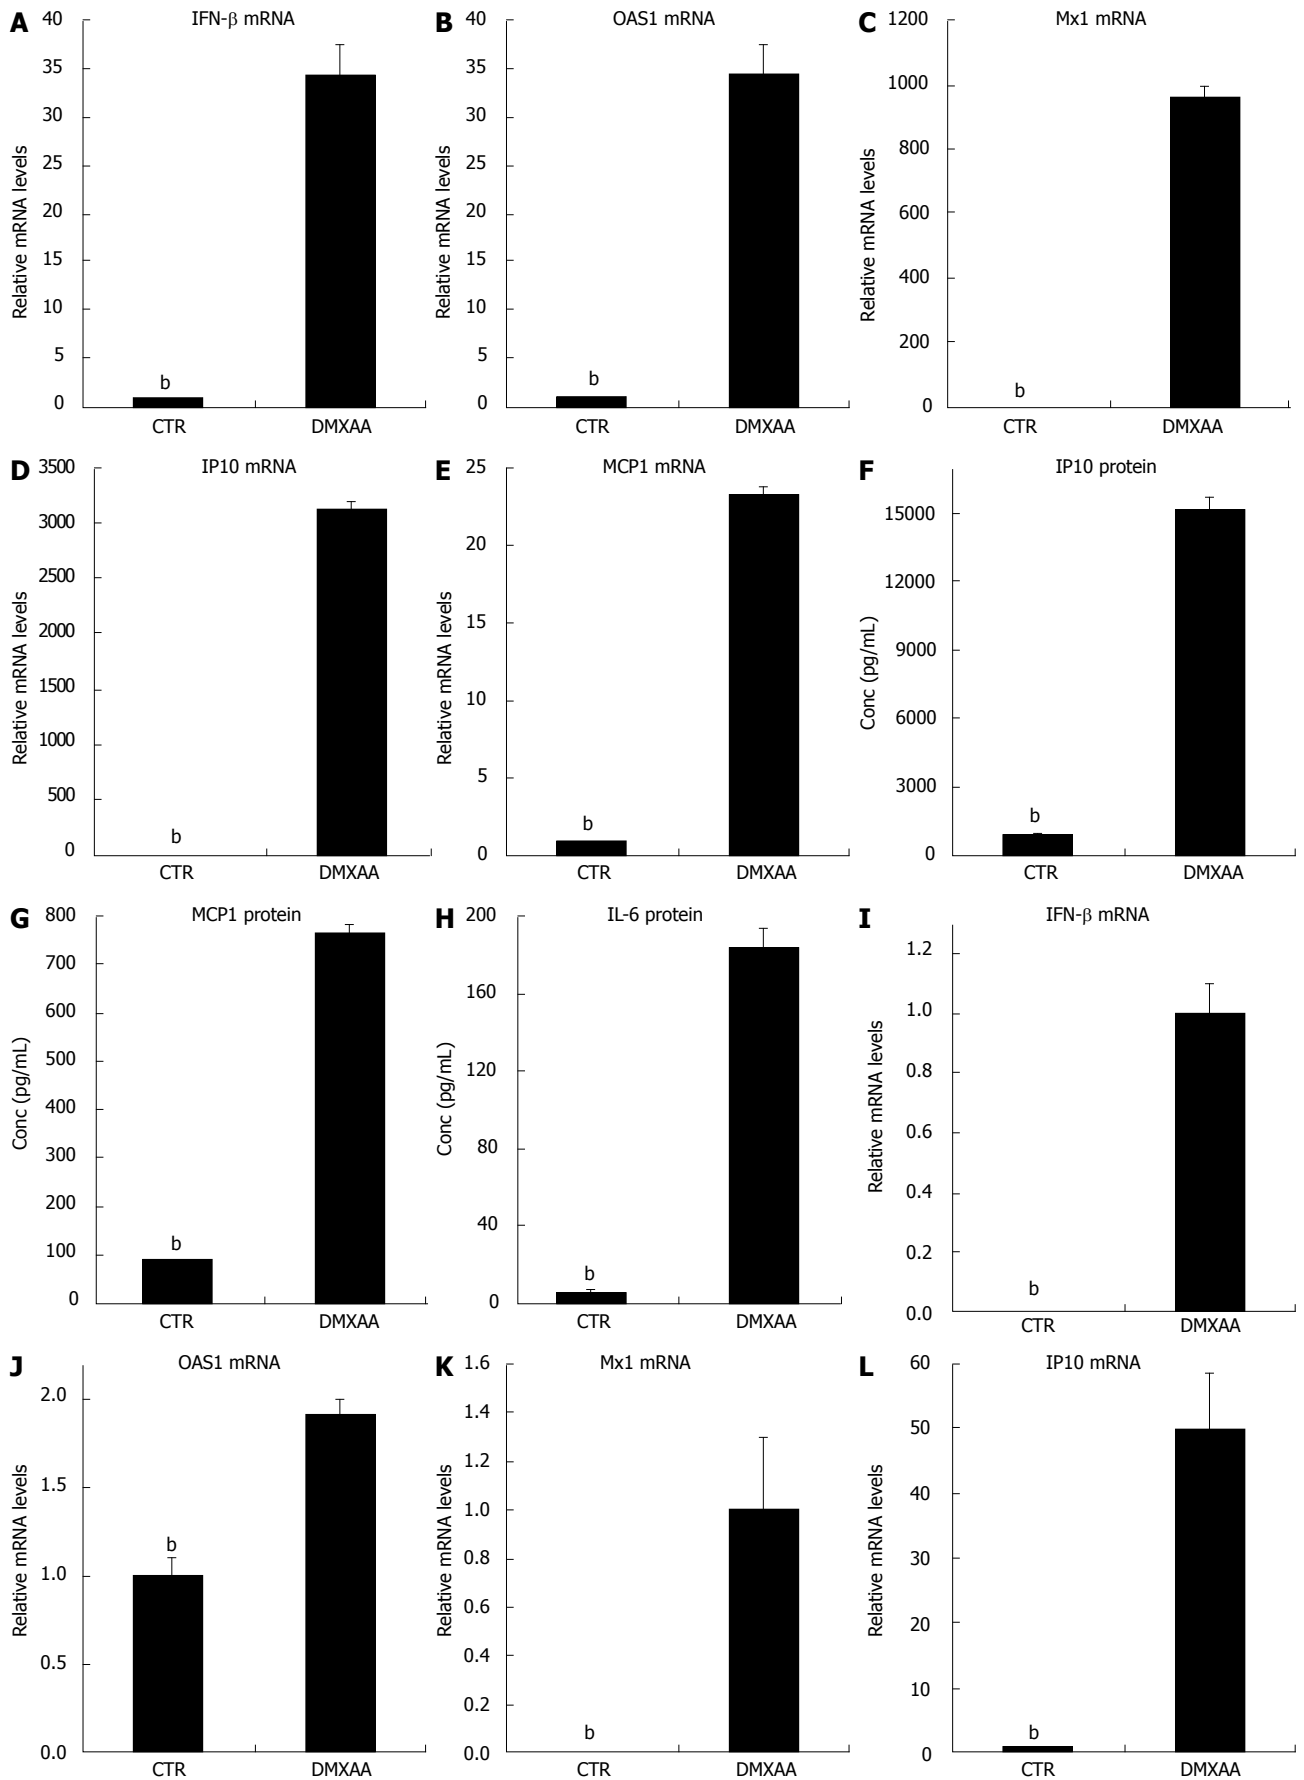 A
IFN-β mRNA
40
35
30
25
20
15
10
5
0
Relative mRNA levels
b
CTR DMXAA
B
OAS1 mRNA
40
35
30
25
20
15
10
5
0
Relative mRNA levels
b
CTR DMXAA
C
Mx1 mRNA
1200
1000
800
600
400
200
0
Relative mRNA levels
b
CTR DMXAA
D
IP10 mRNA
3500
3000
2500
3000
1500
1000
500
0
Relative mRNA levels
b
CTR DMXAA
E
MCP1 mRNA
25
20
15
10
5
0
Relative mRNA levels
b
CTR DMXAA
F
IP10 protein
15000
12000
9000
6000
3000
0
Conc (pg/mL)
b
CTR DMXAA
G
MCP1 protein
800
700
600
500
400
300
200
100
0
Conc (pg/mL)
b
CTR DMXAA
H
IL-6 protein
200
160
120
80
40
0
Conc (pg/mL)
b
CTR DMXAA
I
IFN-β mRNA
1.2
1.0
0.8
0.6
0.4
0.2
0.0
Relative mRNA levels
b
CTR DMXAA
J
OAS1 mRNA
2.0
1.5
1.0
0.5
0.0
Relative mRNA levels
b
CTR DMXAA
K
Mx1 mRNA
1.6
1.4
1.2
1.0
0.8
0.6
0.4
0.2
0.0
Relative mRNA levels
b
CTR DMXAA
L
IP10 mRNA
60
50
40
30
20
10
0
Relative mRNA levels
b
CTR DMXAA